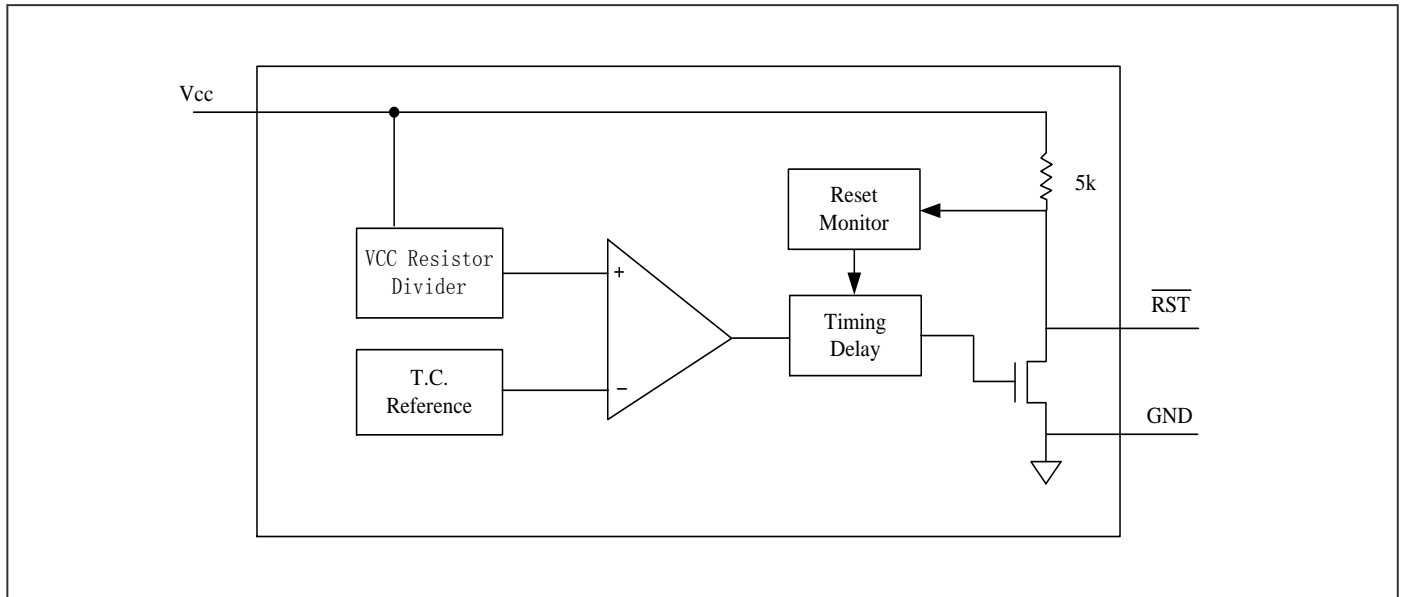 Vcc
5k
Reset
Monitor
VCC Resistor
Divider
+
RST
Timing
Delay
T.C.
Reference
−
GND